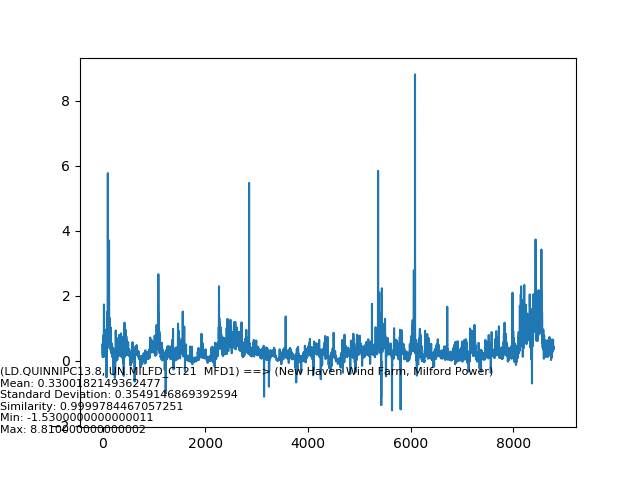 8
6
4
2
0
(LD.QUINNIPC13.8, UN.MILFD_CT21 MFD1) ==> (New Haven Wind Farm, Milford Power)
Mean: 0.3300182149362477
Standard Deviation: 0.3549146869392594
Similarity: 0.9999784467057251
Min: -1.5300000000000011
Max: 8.810000000000002
-2
0 2000 4000 6000 8000